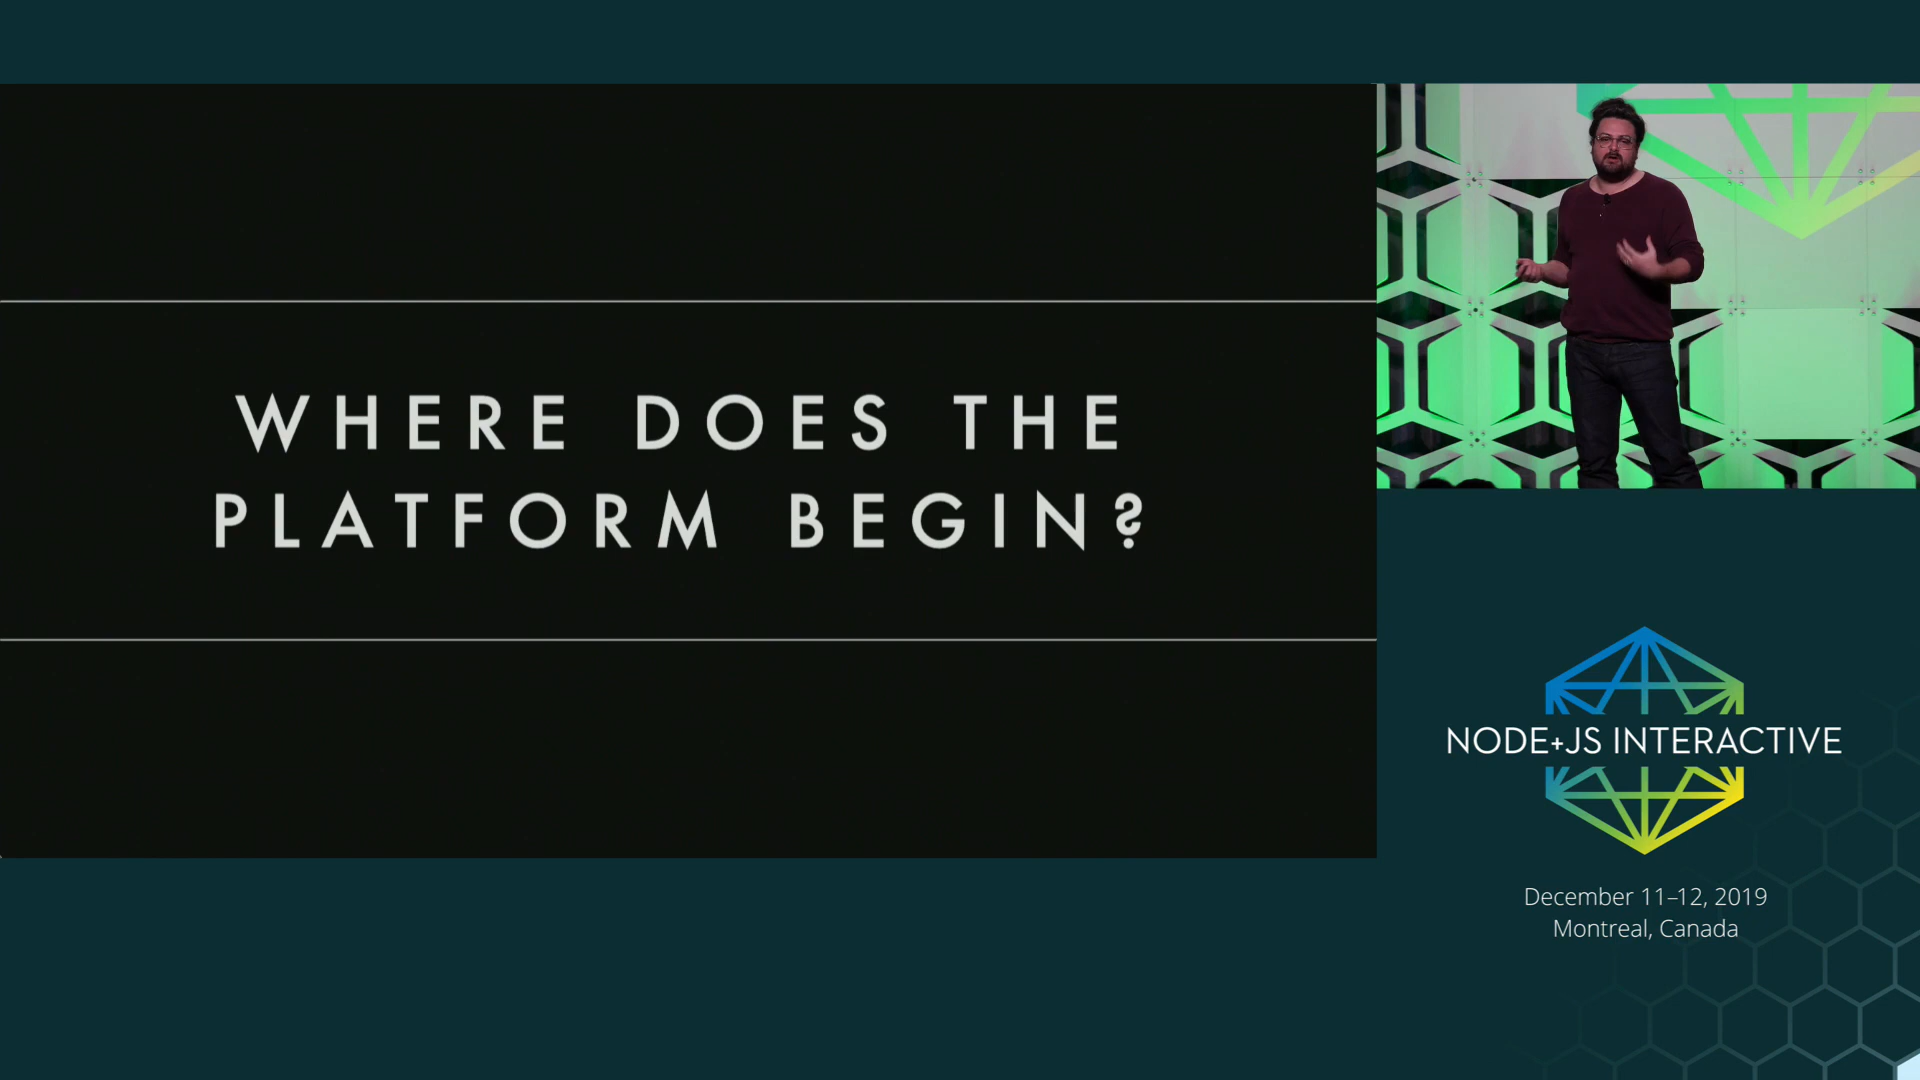 WHERE DOES THE
PLATFORM BEGIN?
NODE+JS INTERACTIVE
December 11–12, 2019
Montreal, Canada